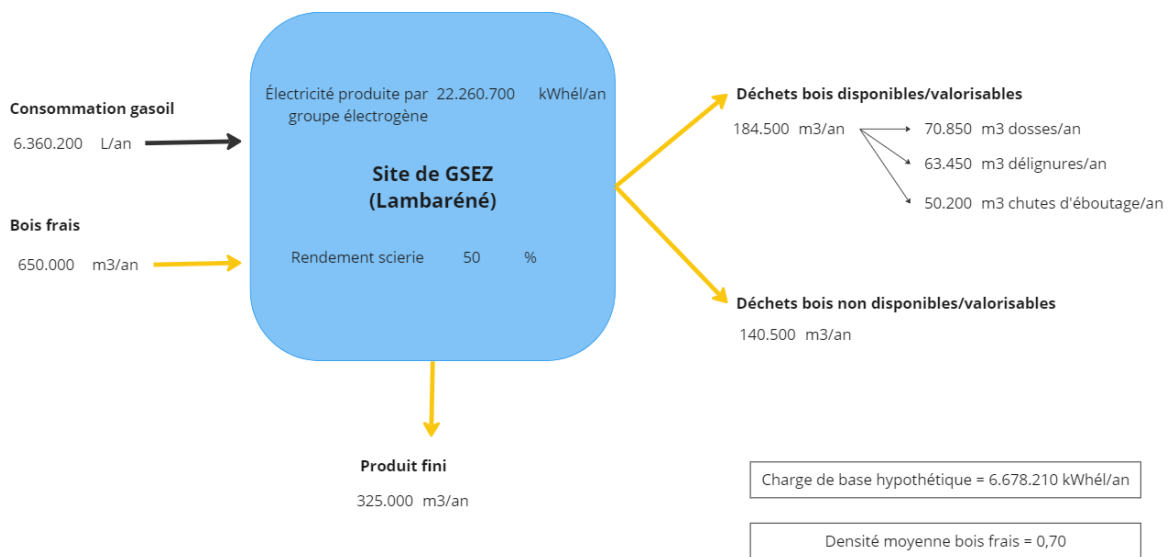 Consommation gasoil
6.360.200 L/an
Bois frais
650.000 m3/an
Électricité produite par 22.260.700 kWhél/an
groupe électrogène
Site de GSEZ
(Lambaréné)
Rendement scierie 50 %
Déchets bois disponibles/valorisables
184.500 m3/an
70.850 m3 dosses/an
63.450 m3 délignures/an
50.200 m3 chutes d'éboutage/an
Déchets bois non disponibles/valorisables
140.500 m3/an
Produit fini
325.000 m3/an
Charge de base hypothétique = 6.678.210 kWhél/an
Densité moyenne bois frais = 0,70